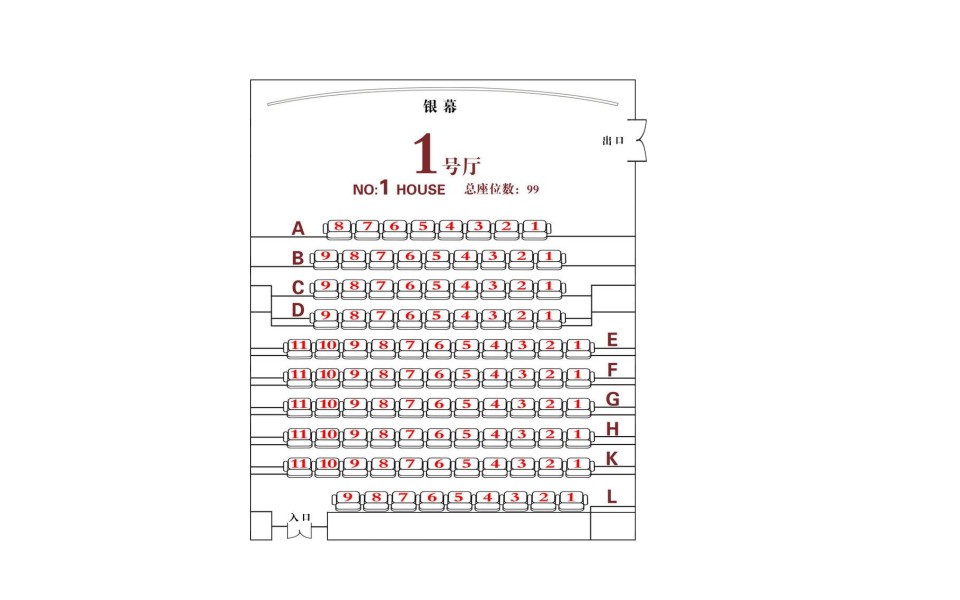 银幕
出口
1号厅
NO:1 HOUSE 总座位数：99
A 8 7 6 5 4 3 2 1
B 9 8 7 6 5 4 3 2 1
C 9 8 7 6 5 4 3 2 1
D 9 8 7 6 5 4 3 2 1
11 10 9 8 7 6 5 4 3 2 1 E
11 10 9 8 7 6 5 4 3 2 1 F
11 10 9 8 7 6 5 4 3 2 1 G
11 10 9 8 7 6 5 4 3 2 1 H
11 10 9 8 7 6 5 4 3 2 1 K
9 8 7 6 5 4 3 2 1 L
入口